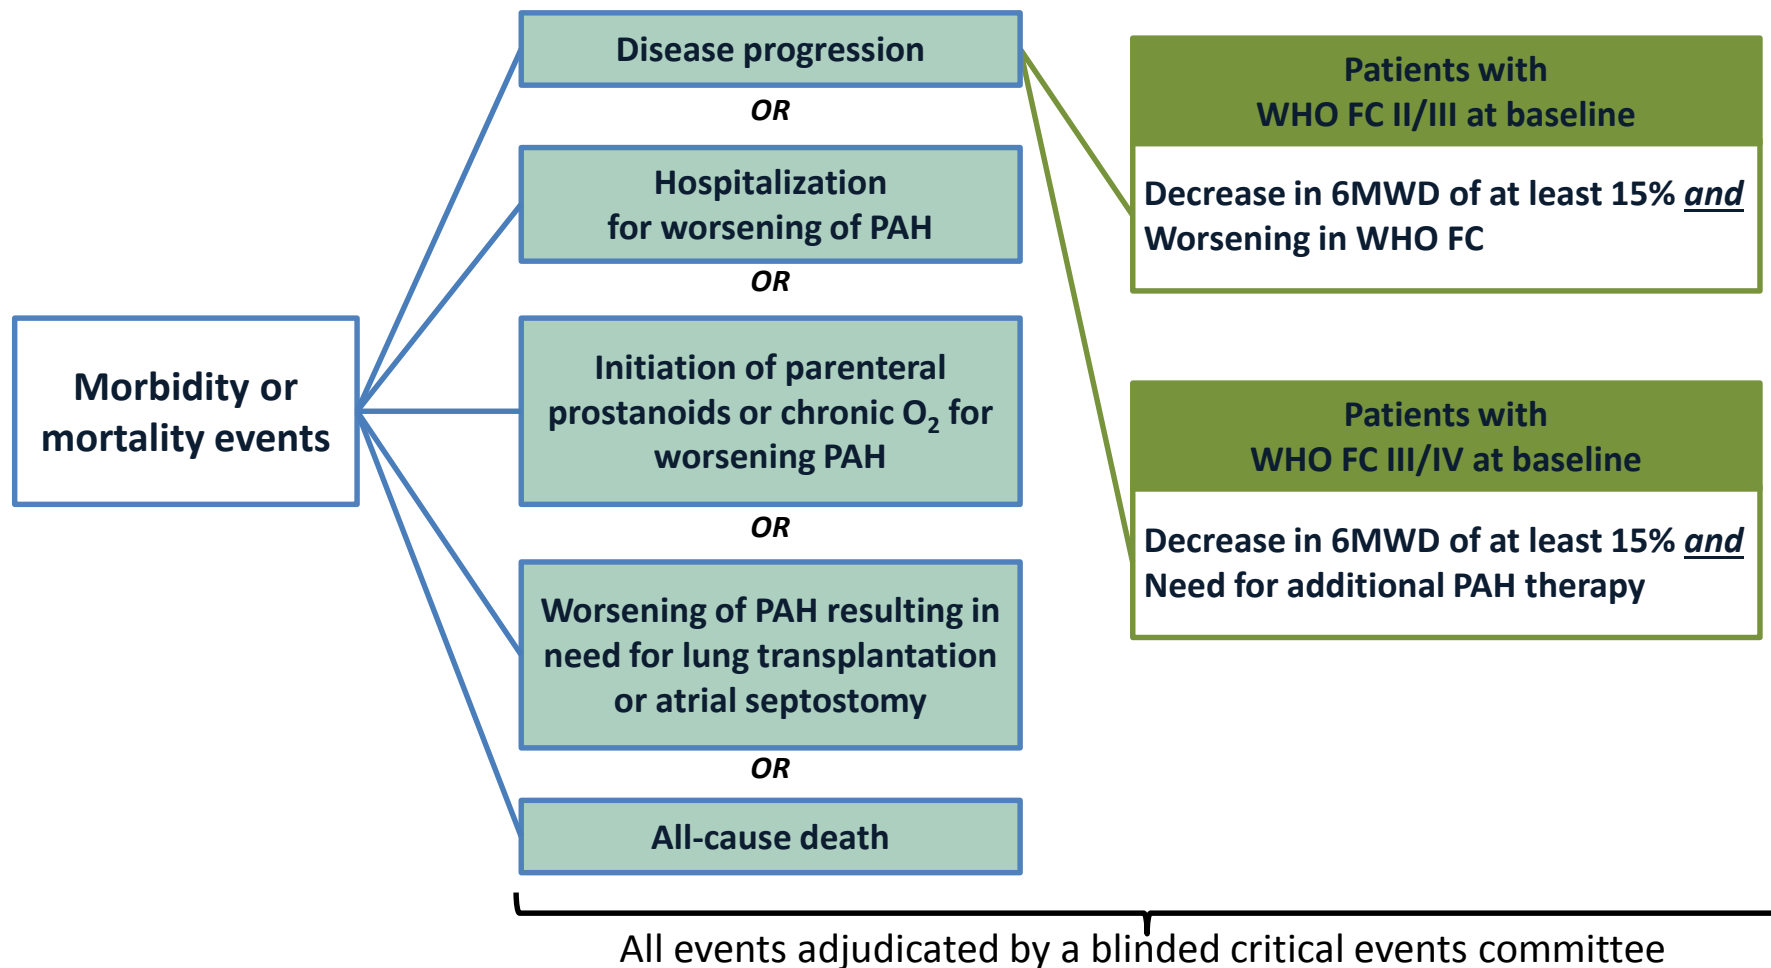 Morbidity or
mortality events
Disease progression
OR
Hospitalization
for worsening of PAH
OR
Initiation of parenteral
prostanoids or chronic O₂ for
worsening PAH
OR
Worsening of PAH resulting in
need for lung transplantation
or atrial septostomy
OR
All-cause death
Patients with
WHO FC II/III at baseline
Decrease in 6MWD of at least 15% and
Worsening in WHO FC
Patients with
WHO FC III/IV at baseline
Decrease in 6MWD of at least 15% and
Need for additional PAH therapy
All events adjudicated by a blinded critical events committee